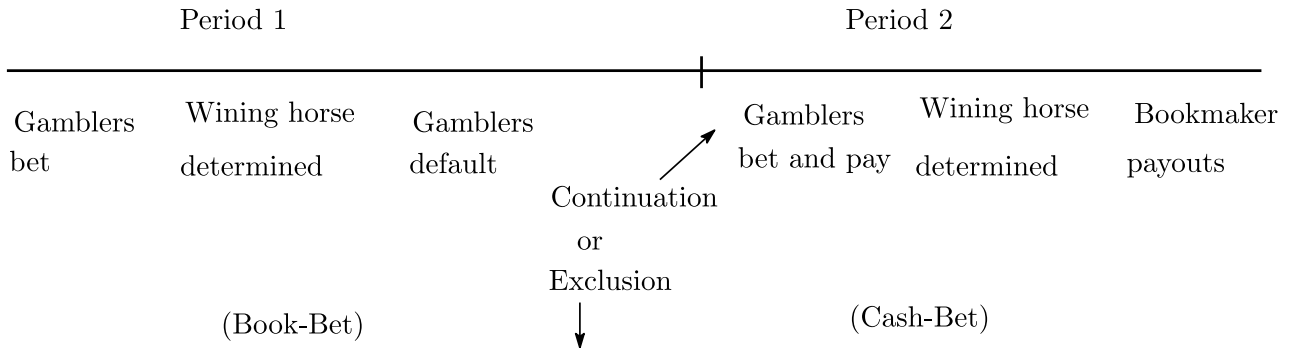 Period 1
Period 2
Gamblers
bet
Wining horse
determined
Gamblers
default
Continuation
or
Exclusion
Gamblers
bet and pay
Wining horse
determined
Bookmaker
payouts
(Book-Bet)
(Cash-Bet)